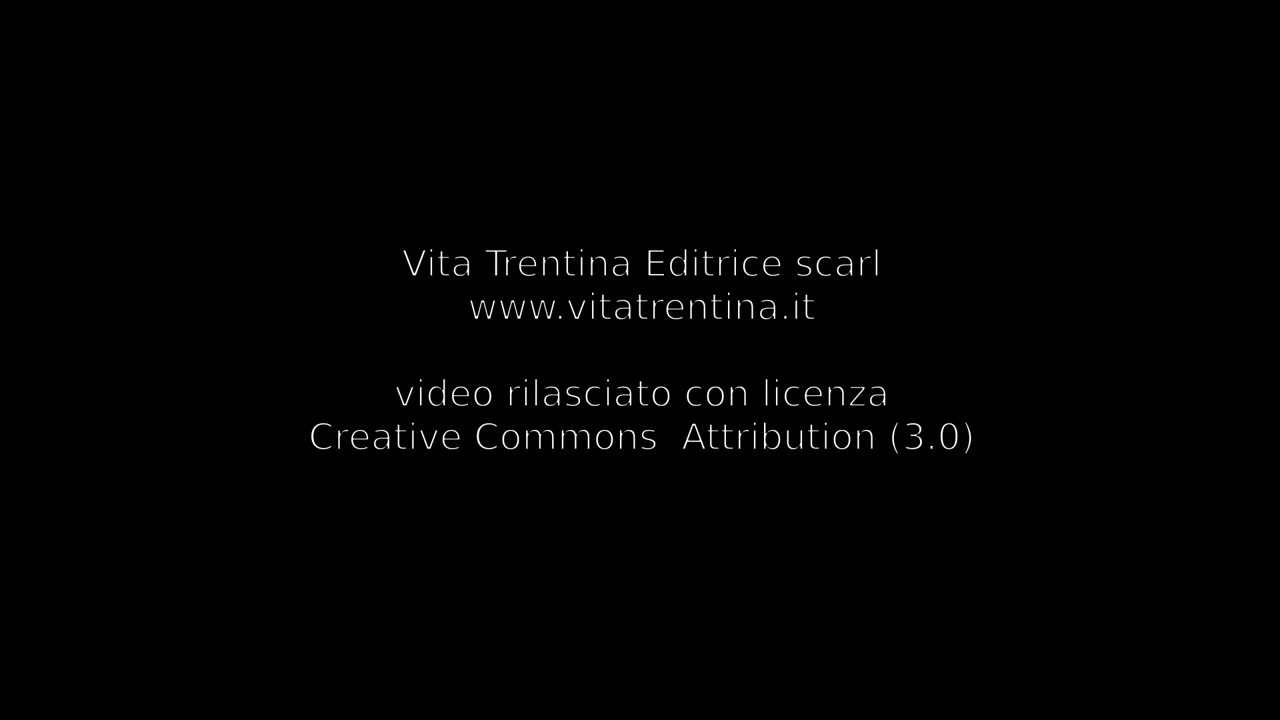 Vita Trentina Editrice scarl
www.vitatrentina.it
video rilasciato con licenza
Creative Commons  Attribution (3.0)